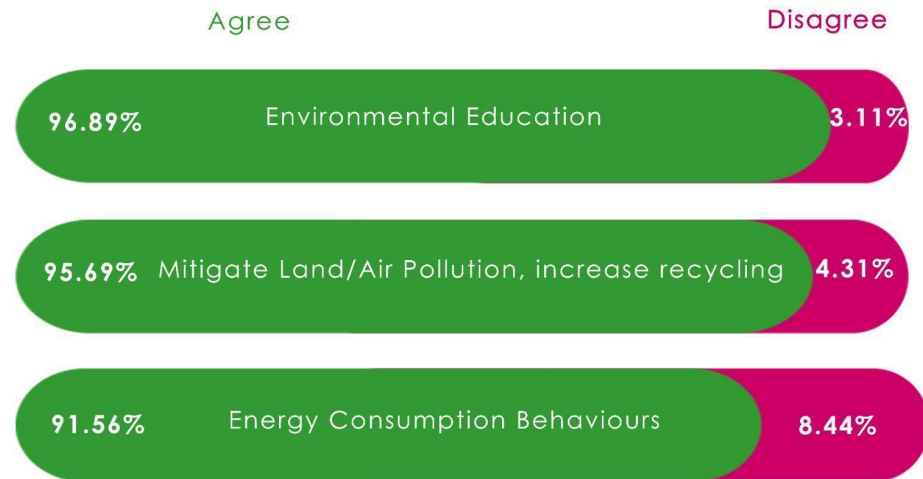 Agree Disagree
96.89% Environmental Education 3.11%
95.69% Mitigate Land/Air Pollution, increase recycling 4.31%
91.56% Energy Consumption Behaviours 8.44%